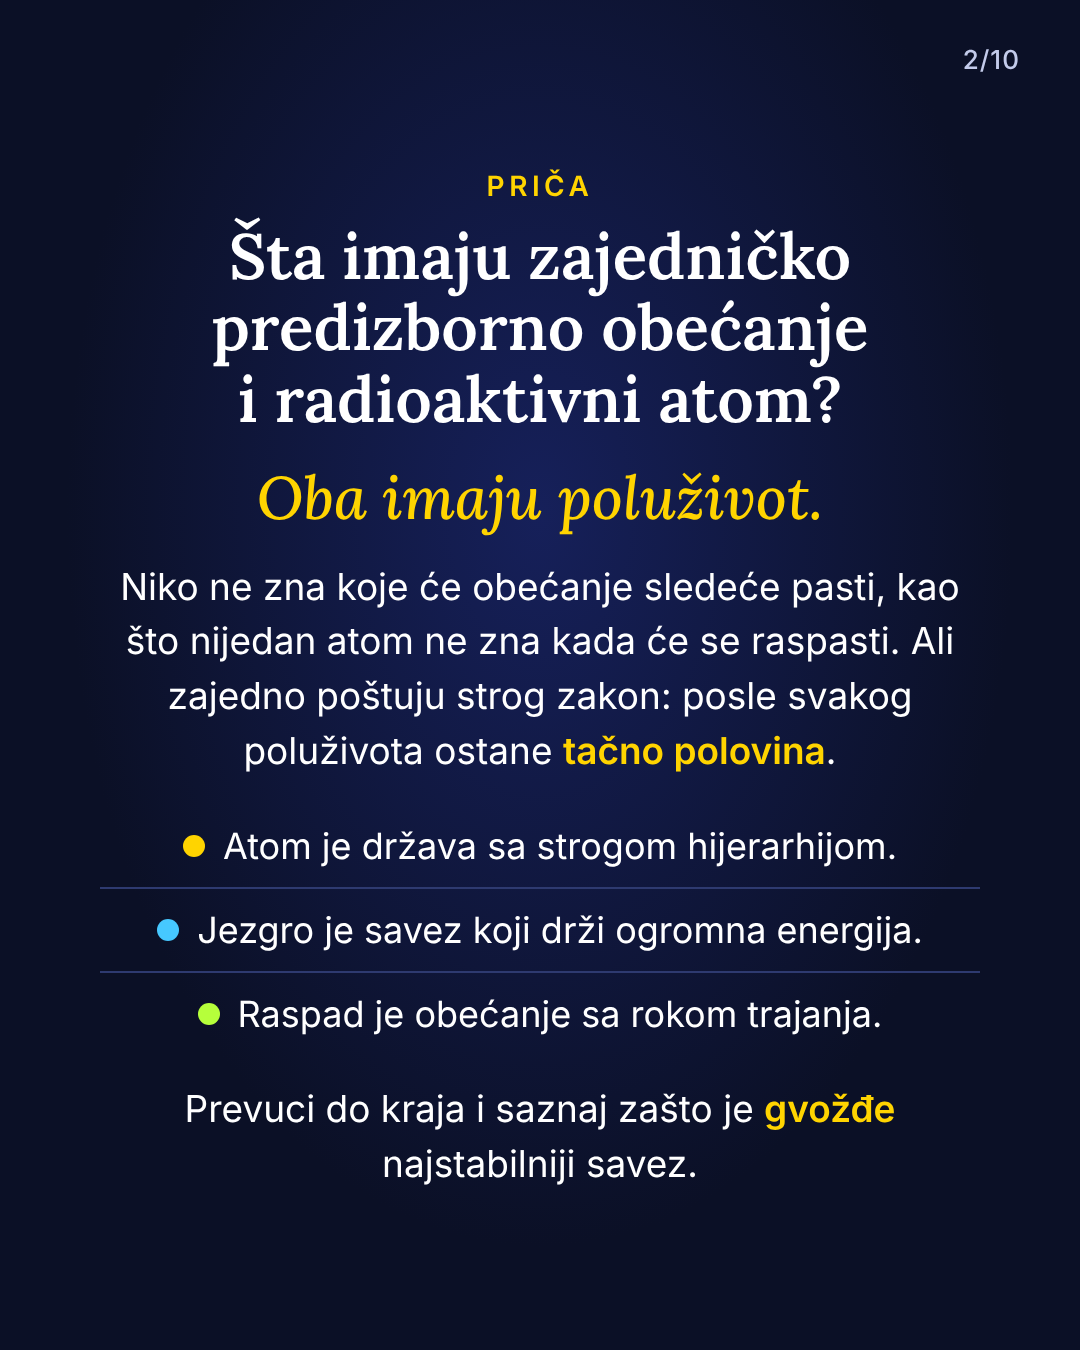 2/10
PRIČA
Šta imaju zajedničko
predizborno obećanje
i radioaktivni atom?
Oba imaju poluživot.
Niko ne zna koje će obećanje sledeće pasti, kao
što nijedan atom ne zna kada će se raspasti. Ali
zajedno poštuju strog zakon: posle svakog
poluživota ostane tačno polovina.
Atom je država sa strogom hijerarhijom.
Jezgro je savez koji drži ogromna energija.
Raspad je obećanje sa rokom trajanja.
Prevuci do kraja i saznaj zašto je gvožđe
najstabilniji savez.